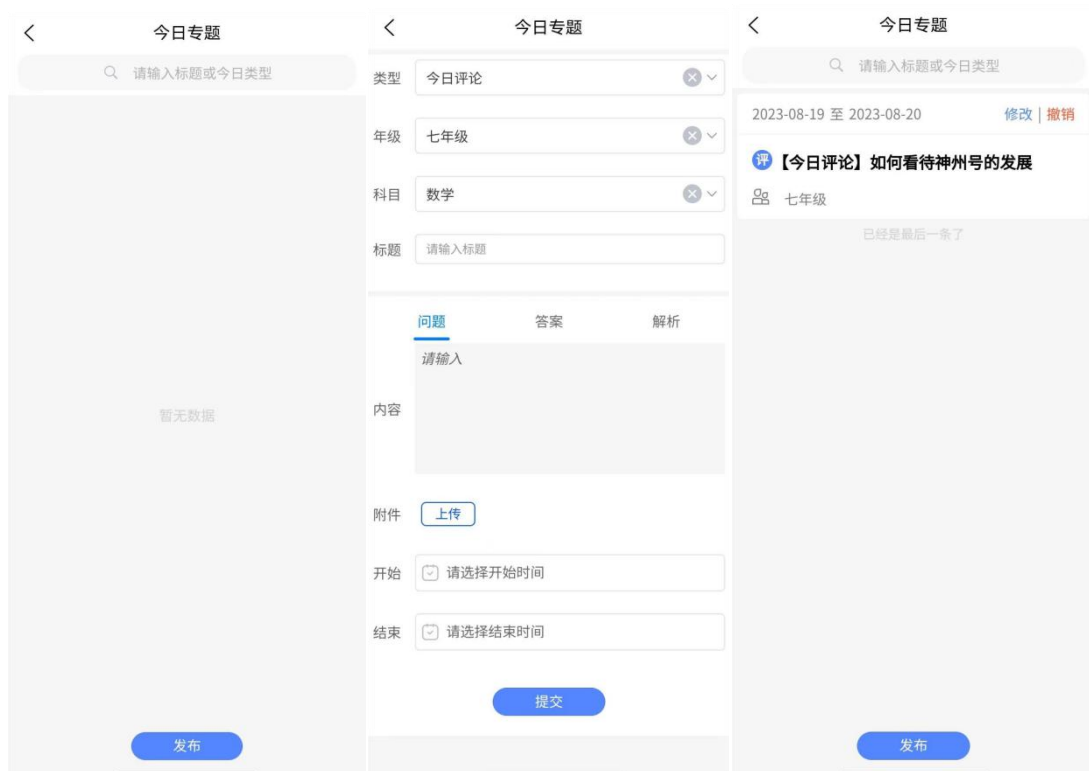 今日专题
请输入标题或今日类型
暂无数据
发布
今日专题
类型 今日评论
年级 七年级
科目 数学
标题 请输入标题
问题 答案 解析
请输入
内容
附件 上传
开始 请选择开始时间
结束 请选择结束时间
提交
今日专题
请输入标题或今日类型
2023-08-19 至 2023-08-20 修改 | 撤销
评 【今日评论】如何看待神州号的发展
七年级
已经是最后一条了
发布